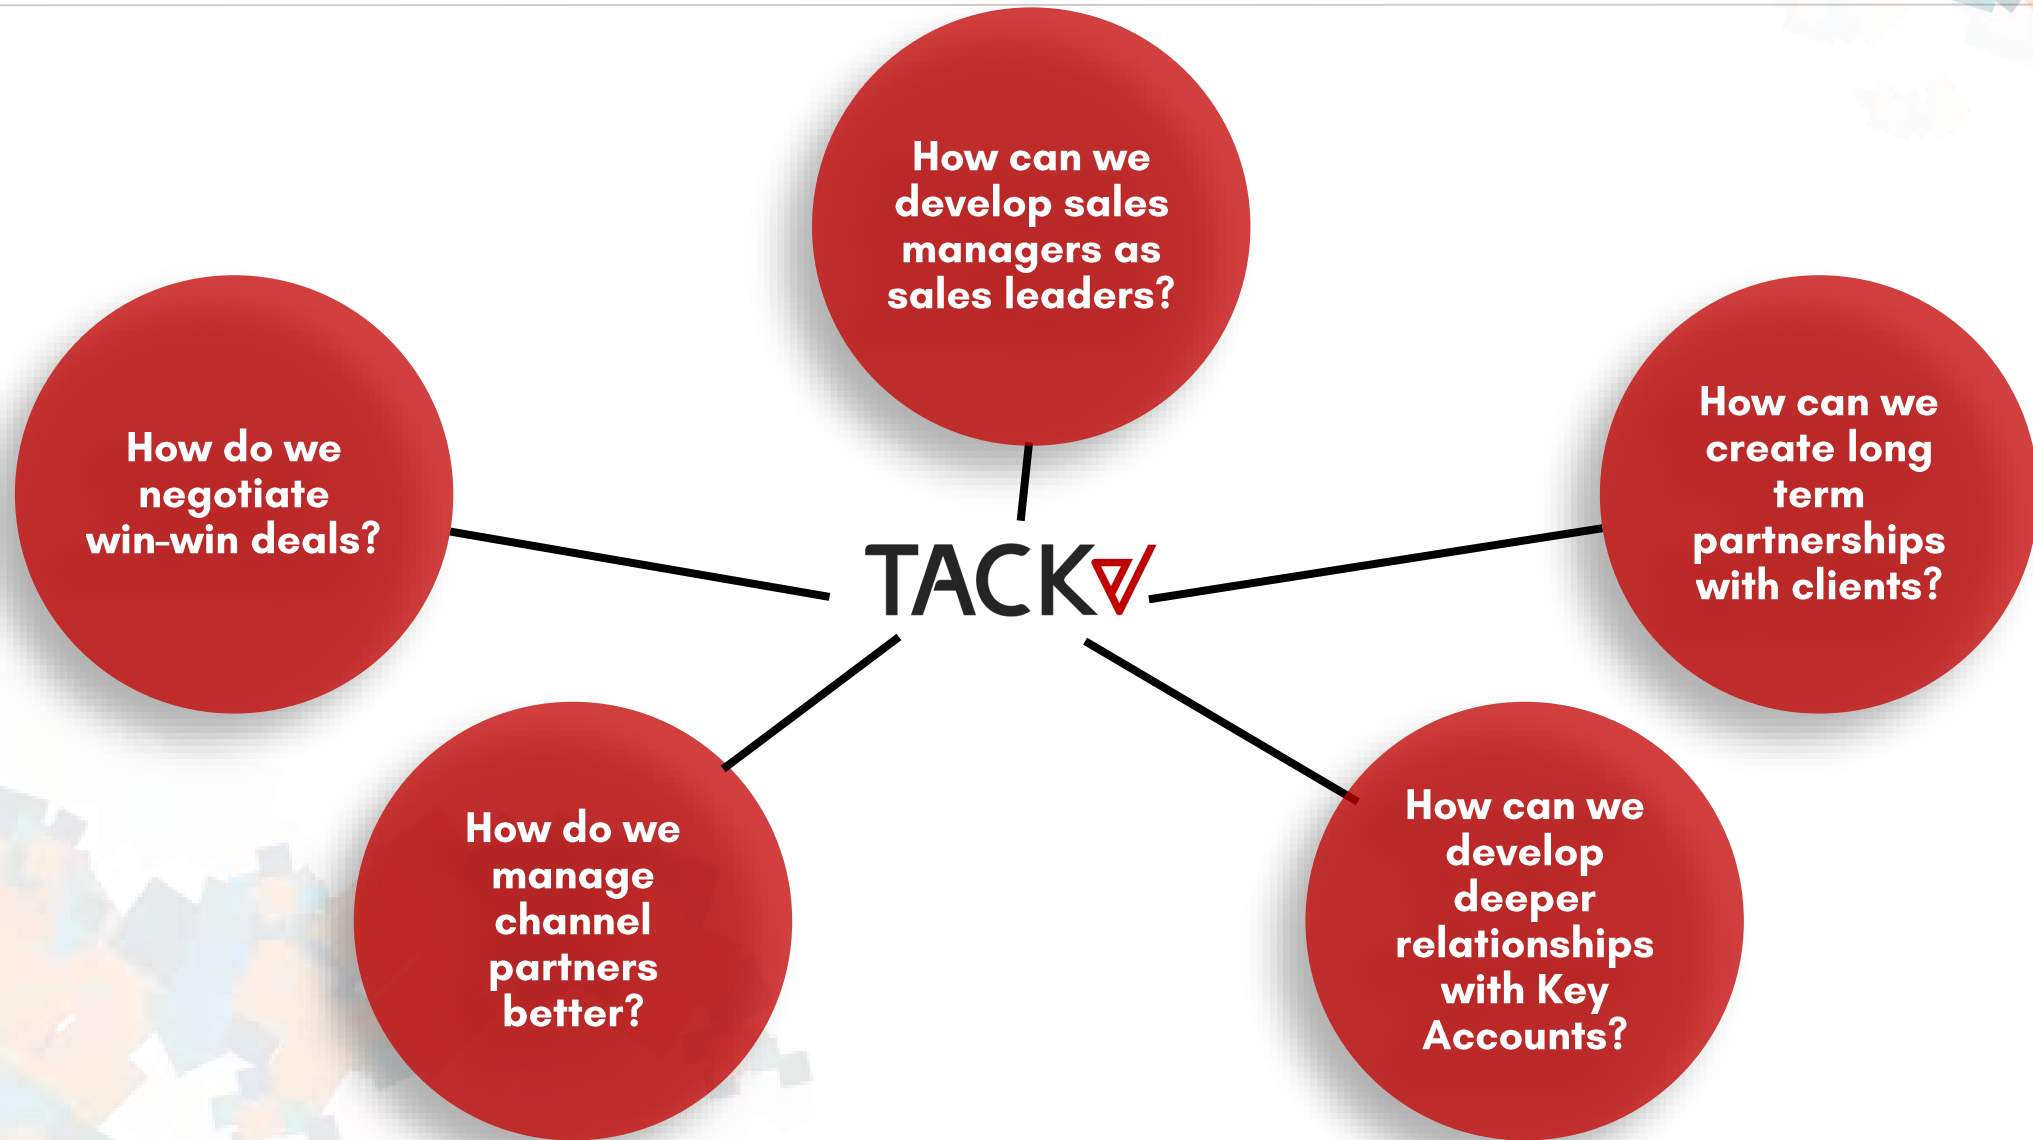 How can we
develop sales
managers as
sales leaders?
How do we
negotiate
win-win deals?
How can we
create long
term
partnerships
with clients?
TACK
How do we
manage
channel
partners
better?
How can we
develop
deeper
relationships
with Key
Accounts?